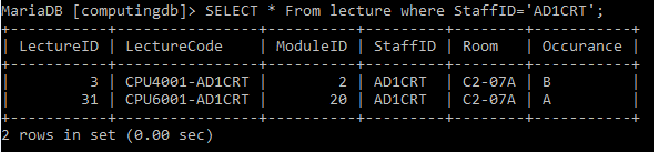 MariaDB [computingdb]> SELECT * From lecture where StaffID='AD1CRT';
+-----------+----------------+----------+---------+--------+-----------+
| LectureID | LectureCode    | ModuleID | StaffID | Room   | Occurance |
+-----------+----------------+----------+---------+--------+-----------+
|         3 | CPU4001-AD1CRT |        2 | AD1CRT  | C2-07A | B         |
|        31 | CPU6001-AD1CRT |       20 | AD1CRT  | C2-07A | A         |
+-----------+----------------+----------+---------+--------+-----------+
2 rows in set (0.00 sec)